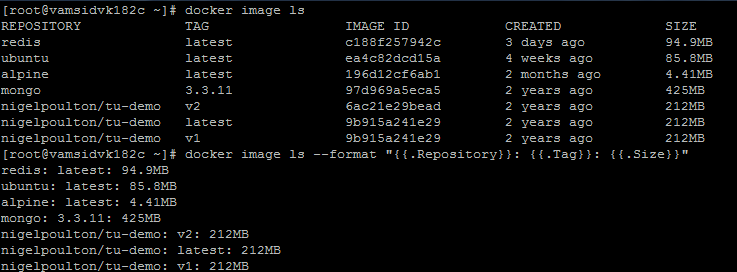 [root@vamsidvk182c ~]# docker image ls
REPOSITORY TAG IMAGE ID CREATED SIZE
redis latest c188f257942c 3 days ago 94.9MB
ubuntu latest ea4c82dcd15a 4 weeks ago 85.8MB
alpine latest 196d12cf6ab1 2 months ago 4.41MB
mongo 3.3.11 97d969a5eca5 2 years ago 425MB
nigelpoulton/tu-demo v2 6ac21e29bead 2 years ago 212MB
nigelpoulton/tu-demo latest 9b915a241e29 2 years ago 212MB
nigelpoulton/tu-demo v1 9b915a241e29 2 years ago 212MB
[root@vamsidvk182c ~]# docker image ls --format "{{.Repository}}: {{.Tag}}: {{.Size}}"
redis: latest: 94.9MB
ubuntu: latest: 85.8MB
alpine: latest: 4.41MB
mongo: 3.3.11: 425MB
nigelpoulton/tu-demo: v2: 212MB
nigelpoulton/tu-demo: latest: 212MB
nigelpoulton/tu-demo: v1: 212MB